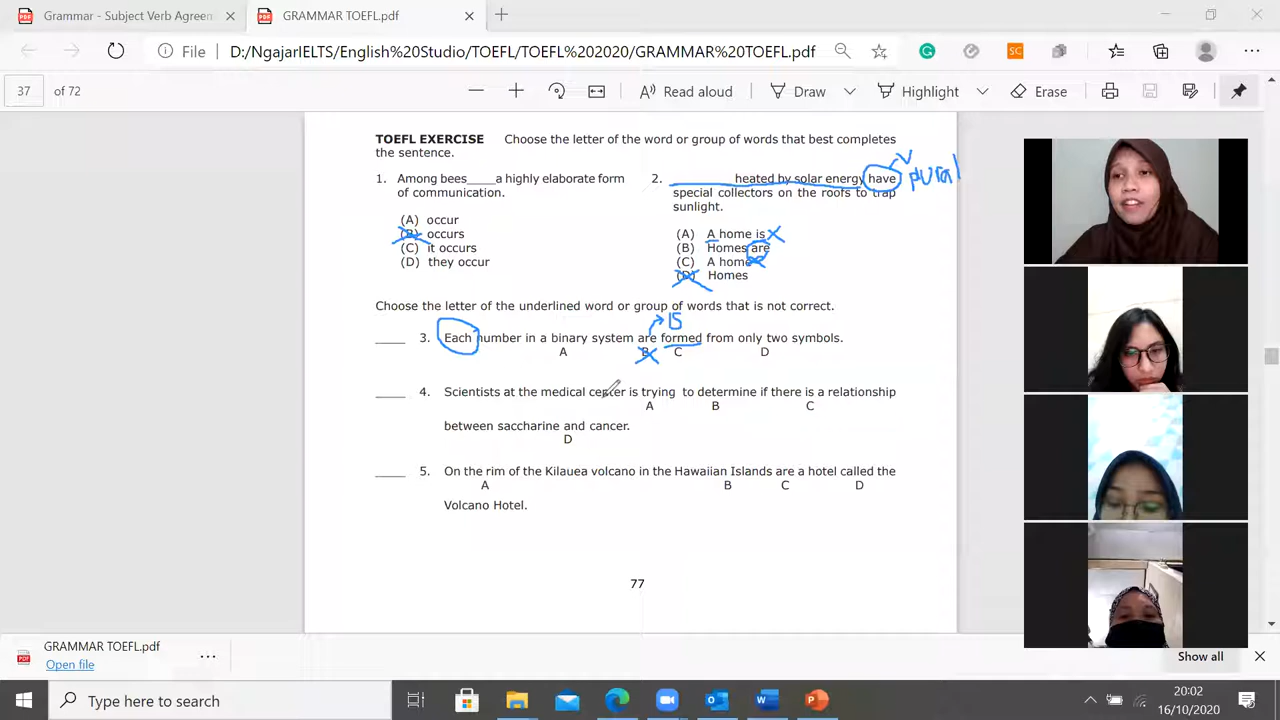 Grammar - Subject Verb Agreen
GRAMMAR TOEFL.pdf
File D:/NgajarIELTS/English%20Studio/TOEFL/TOEFL%202020/GRAMMAR%20TOEFL.pdf
37 of 72
Read aloud
Draw
Highlight
Erase
TOEFL EXERCISE Choose the letter of the word or group of words that best completes
the sentence.
1. Among bees_____a highly elaborate form
of communication.
(A) occur
(B) occurs
(C) it occurs
(D) they occur
2. _________ heated by solar energy have
special collectors on the roofs to trap
sunlight.
V
plural
(A) A home is
(B) Homes are
(C) A home
(D) Homes
Choose the letter of the underlined word or group of words that is not correct.
is
_____ 3. Each number in a binary system are formed from only two symbols.
A B C D
_____ 4. Scientists at the medical center is trying to determine if there is a relationship
A B C
between saccharine and cancer.
D
_____ 5. On the rim of the Kilauea volcano in the Hawaiian Islands are a hotel called the
A B C D
Volcano Hotel.
77
GRAMMAR TOEFL.pdf
Open file
Show all
Type here to search
20:02
16/10/2020